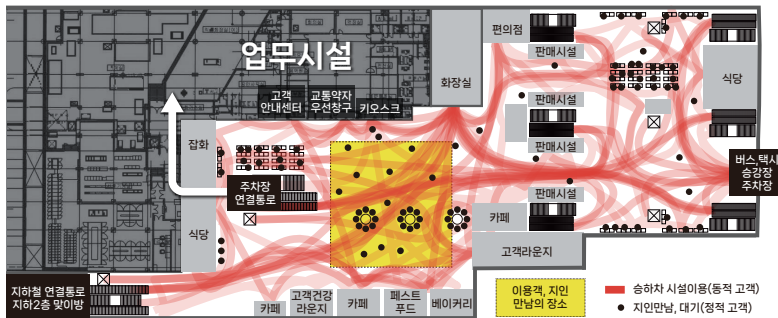 업무시설
고객
안내센터
교통약자
우선창구
키오스크
화장실
편의점
판매시설
판매시설
판매시설
판매시설
식당
잡화
주차장
연결통로
식당
버스,택시
승강장
주차장
카페
고객라운지
지하철 연결통로
지하2층 맞이방
카페
고객건강
라운지
카페
페스트
푸드
베이커리
이용객, 지인
만남의 장소
승하차 시설이용(동적 고객)
지인만남, 대기(정적 고객)